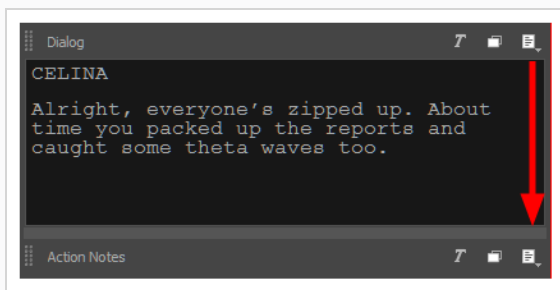 Dialog
T
CELINA
Alright, everyone's zipped up. About
time you packed up the reports and
caught some theta waves too.
Action Notes
T